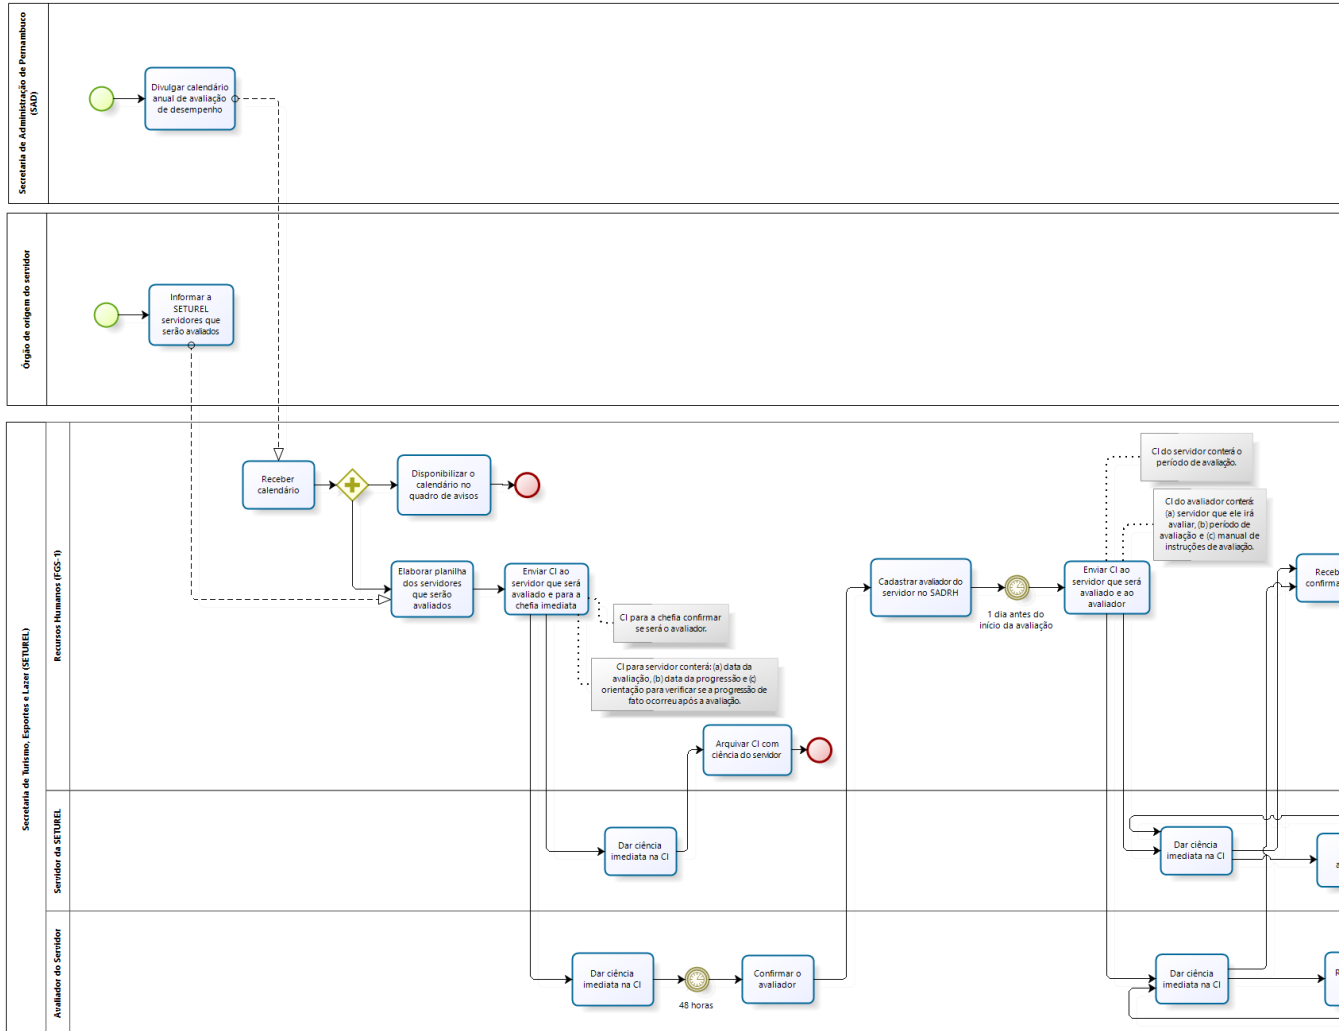 Secretaria de Administração de Pernambuco
(SAD)
Divulgar calendário
anual de avaliação
de desempenho
Órgão de origem do servidor
Informar a
SETUREL
servidores que
serão avaliados
Secretaria de Turismo, Esportes e Lazer (SETUREL)
Recursos Humanos (FGS-1)
Receber
calendário
Disponibilizar o
calendário no
quadro de avisos
Elaborar planilha
dos servidores
que serão
avaliados
Enviar CI ao
servidor que será
avaliado e para a
chefia imediata
CI para a chefia confirmar
se será o avaliador.
CI para servidor conterá: (a) data da
avaliação, (b) data da progressão e (c)
orientação para verificar se a progressão de
fato ocorreu após a avaliação.
Arquivar CI com
ciência do servidor
Cadastrar avaliador do
servidor no SADRH
1 dia antes do
início da avaliação
Enviar CI ao
servidor que será
avaliado e ao
avaliador
CI do servidor conterá o
período de avaliação.
CI do avaliador conterá:
(a) servidor que ele irá
avaliar, (b) período de
avaliação e (c) manual de
instruções de avaliação.
Receb
confirma
Servidor da SETUREL
Dar ciência
imediata na CI
Dar ciência
imediata na CI
a
Avaliador do Servidor
Dar ciência
imediata na CI
48 horas
Confirmar o
avaliador
Dar ciência
imediata na CI
R